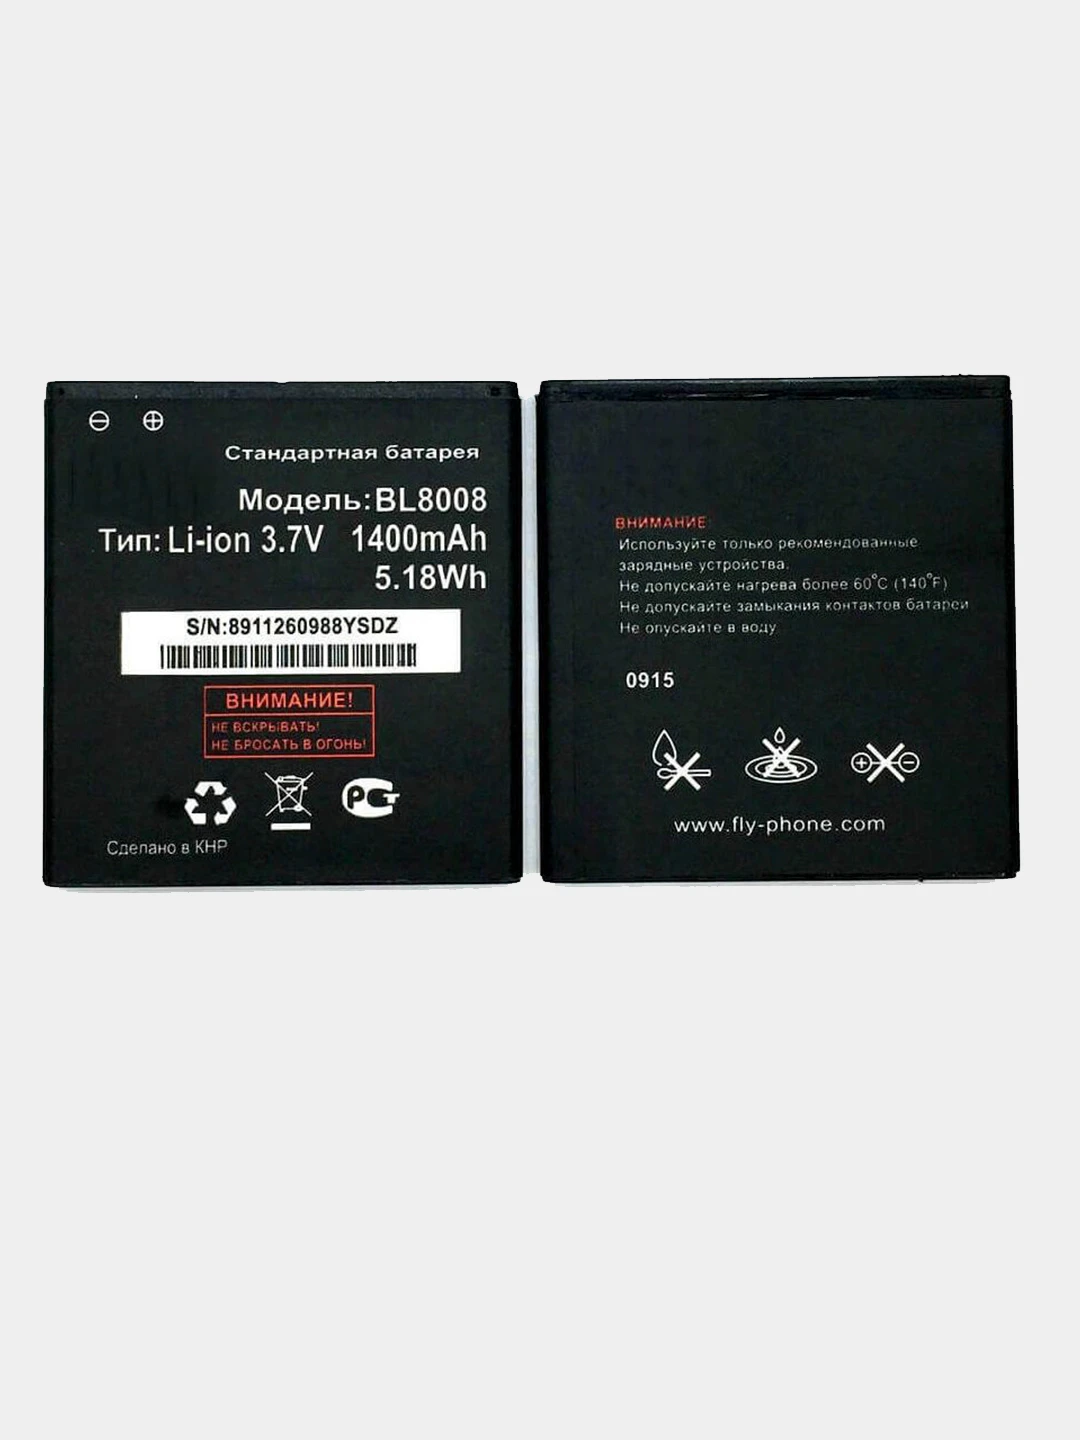 Стандартная батарея
Модель:BL8008
Тип: Li-ion 3.7V 1400mAh
5.18Wh
S/N:8911260988YSDZ
ВНИМАНИЕ!
НЕ ВСКРЫВАТЬ!
НЕ БРОСАТЬ В ОГОНЬ!
РСТ
Сделано в КНР
ВНИМАНИЕ
Используйте только рекомендованные
зарядные устройства.
Не допускайте нагрева более 60°C (140°F)
Не допускайте замыкания контактов батареи
Не опускайте в воду
0915
www.fly-phone.com